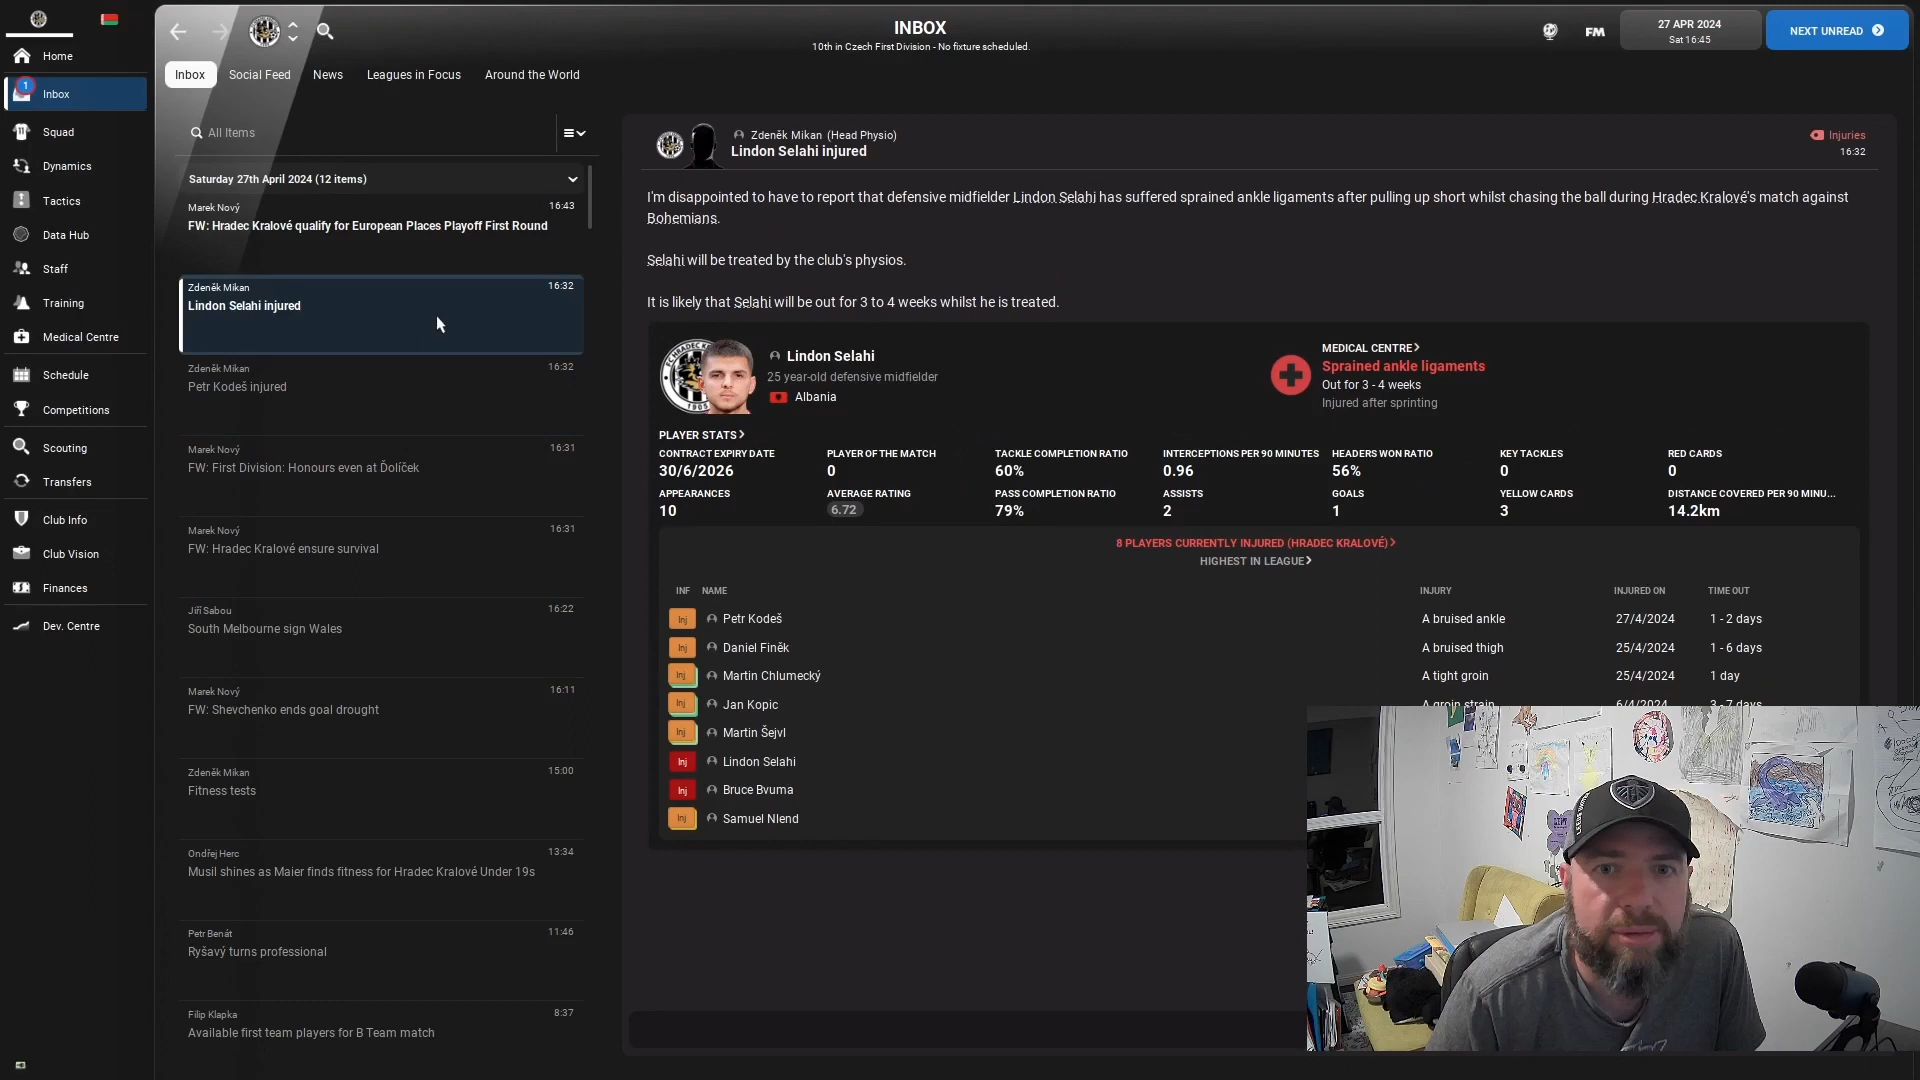 INBOX
10th in Czech First Division - No fixture scheduled.
FM
27 APR 2024
Sat 16:45
NEXT UNREAD
Home
1
Inbox
Squad
Dynamics
Tactics
Data Hub
Staff
Training
Medical Centre
Schedule
Competitions
Scouting
Transfers
Club Info
Club Vision
Finances
Dev. Centre
Inbox
Social Feed
News
Leagues in Focus
Around the World
All Items
Saturday 27th April 2024 (12 items)
Marek Nový 16:43
FW: Hradec Kralové qualify for European Places Playoff First Round
Zdeněk Mikan 16:32
Lindon Selahi injured
Zdeněk Mikan 16:32
Petr Kodeš injured
Marek Nový 16:31
FW: First Division: Honours even at Ďolíček
Marek Nový 16:31
FW: Hradec Kralové ensure survival
Jiří Sabou 16:22
South Melbourne sign Wales
Marek Nový 16:11
FW: Shevchenko ends goal drought
Zdeněk Mikan 15:00
Fitness tests
Ondřej Herc 13:34
Musil shines as Maier finds fitness for Hradec Kralové Under 19s
Petr Benát 11:46
Ryšavý turns professional
Filip Klapka 8:37
Available first team players for B Team match
Zdeněk Mikan (Head Physio)
Lindon Selahi injured
Injuries
16:32
I'm disappointed to have to report that defensive midfielder Lindon Selahi has suffered sprained ankle ligaments after pulling up short whilst chasing the ball during Hradec Kralové's match against
Bohemians.
Selahi will be treated by the club's physios.
It is likely that Selahi will be out for 3 to 4 weeks whilst he is treated.
Lindon Selahi
25 year-old defensive midfielder
Albania
MEDICAL CENTRE
Sprained ankle ligaments
Out for 3 - 4 weeks
Injured after sprinting
PLAYER STATS
CONTRACT EXPIRY DATE PLAYER OF THE MATCH TACKLE COMPLETION RATIO INTERCEPTIONS PER 90 MINUTES HEADERS WON RATIO KEY TACKLES RED CARDS
30/6/2026 0 60% 0.96 56% 0 0
APPEARANCES AVERAGE RATING PASS COMPLETION RATIO ASSISTS GOALS YELLOW CARDS DISTANCE COVERED PER 90 MINU...
10 6.72 79% 2 1 3 14.2km
8 PLAYERS CURRENTLY INJURED (HRADEC KRALOVÉ)
HIGHEST IN LEAGUE
INF NAME INJURY INJURED ON TIME OUT
Inj Petr Kodeš A bruised ankle 27/4/2024 1 - 2 days
Inj Daniel Finěk A bruised thigh 25/4/2024 1 - 6 days
Inj Martin Chlumecký A tight groin 25/4/2024 1 day
Inj Jan Kopic A groin strain 6/4/2024 3 - 7 days
Inj Martin Šejvl
Inj Lindon Selahi
Inj Bruce Bvuma
Inj Samuel Nlend